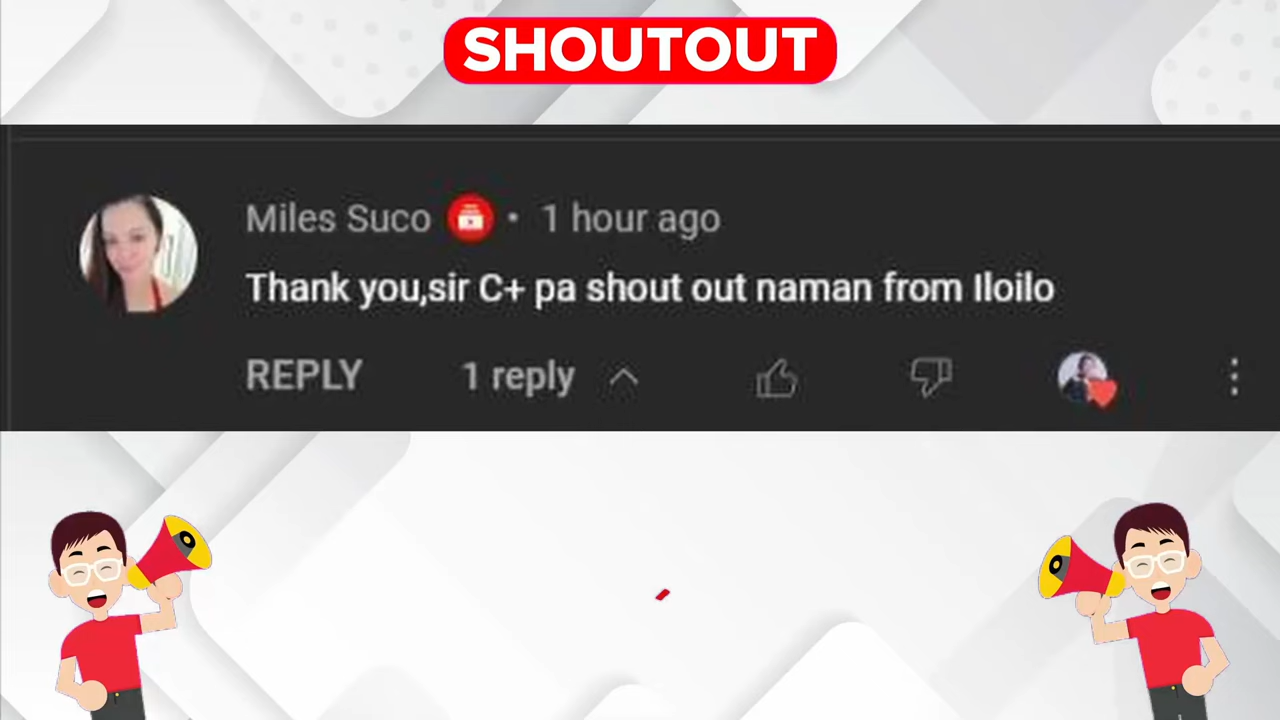 SHOUTOUT
Miles Suco • 1 hour ago
Thank you,sir C+ pa shout out naman from Iloilo
REPLY 1 reply